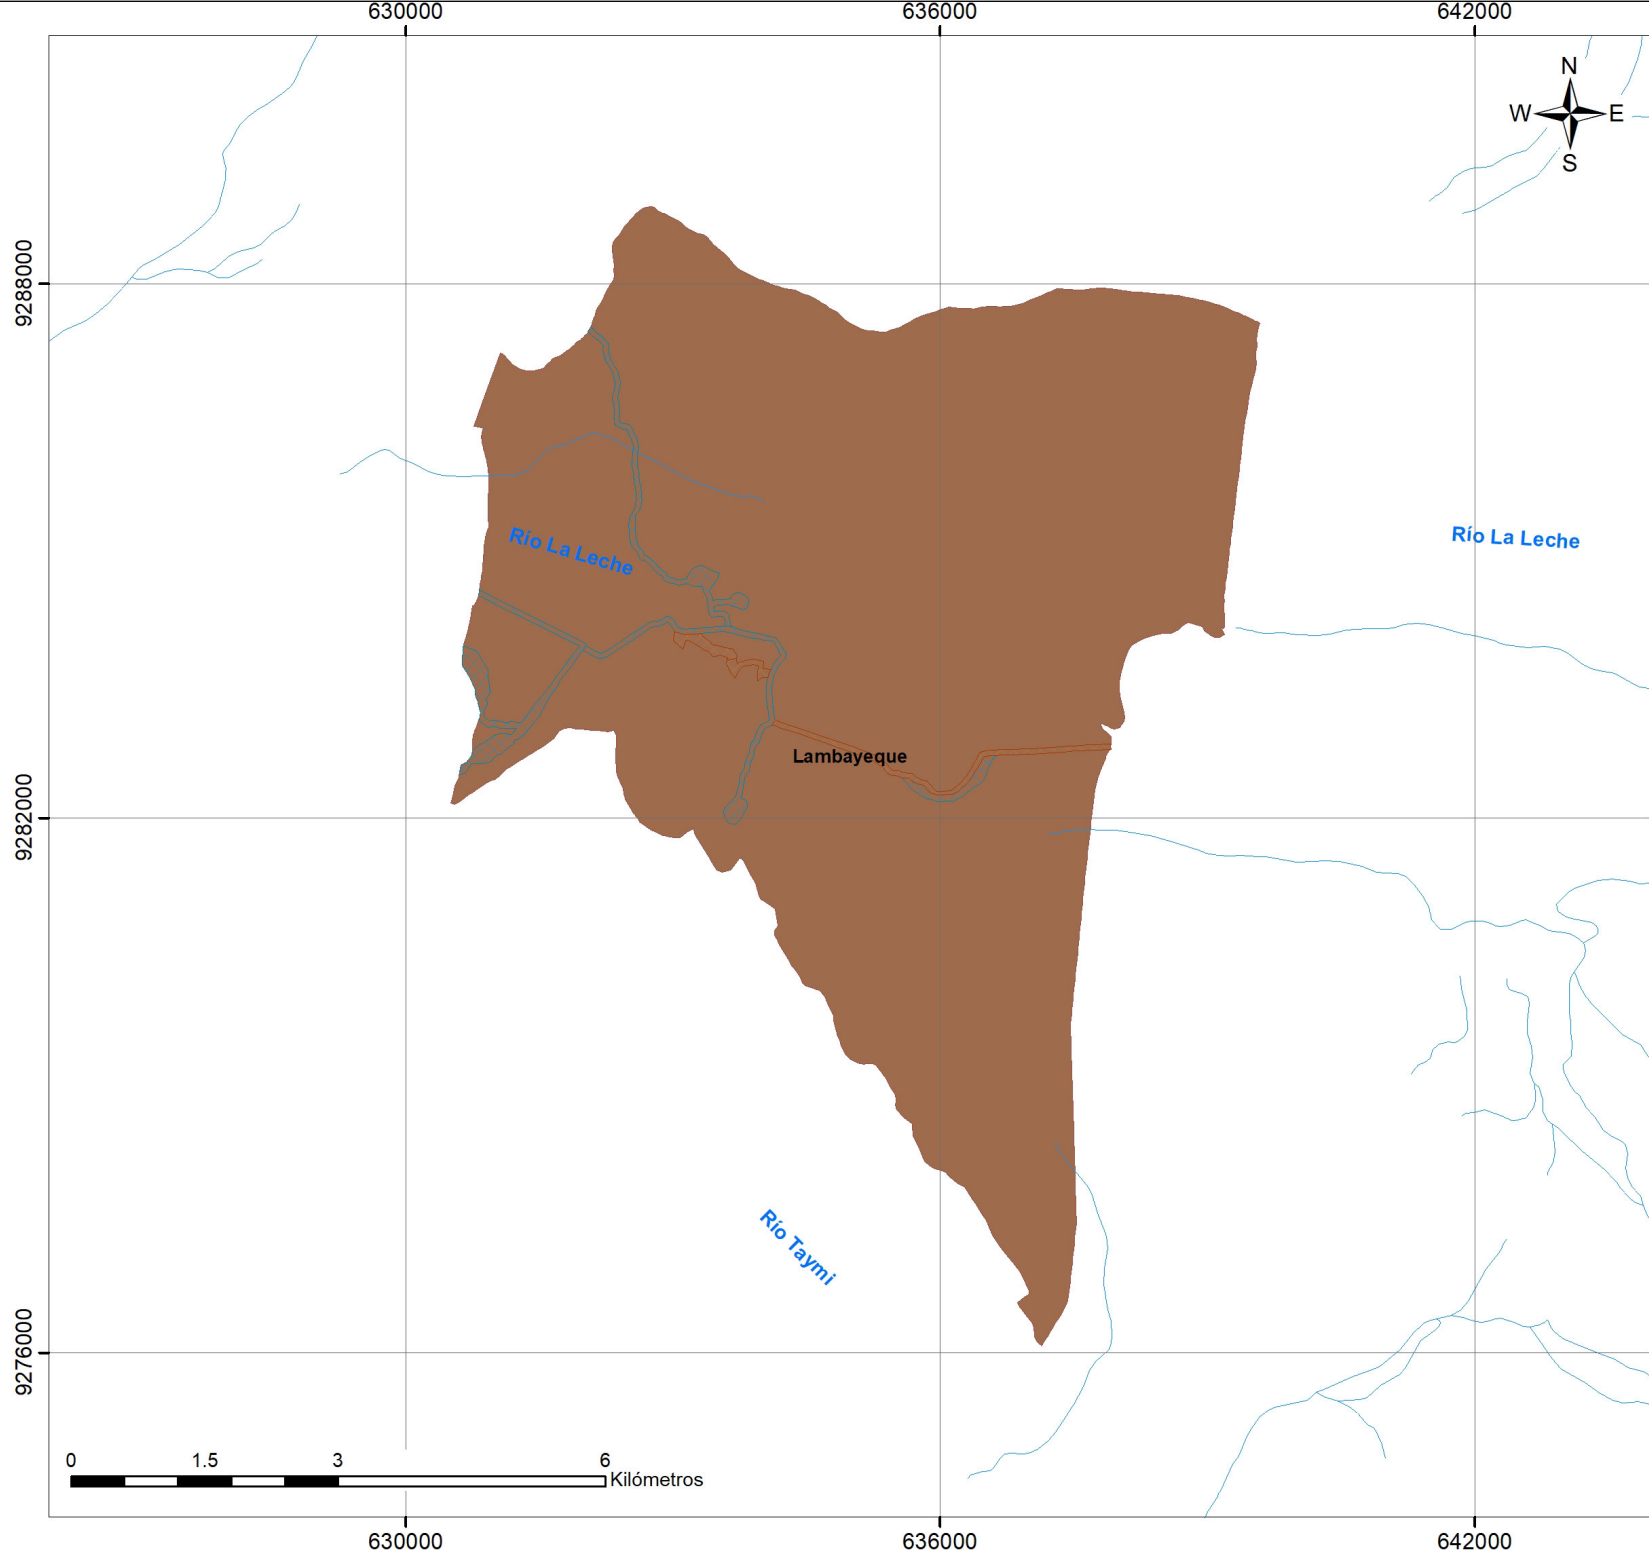 630000
636000
642000
N
W
E
S
9288000
Río La Leche
Río La Leche
Lambayeque
9282000
Río Taymi
9276000
0
1.5
3
6
Kilómetros
630000
636000
642000